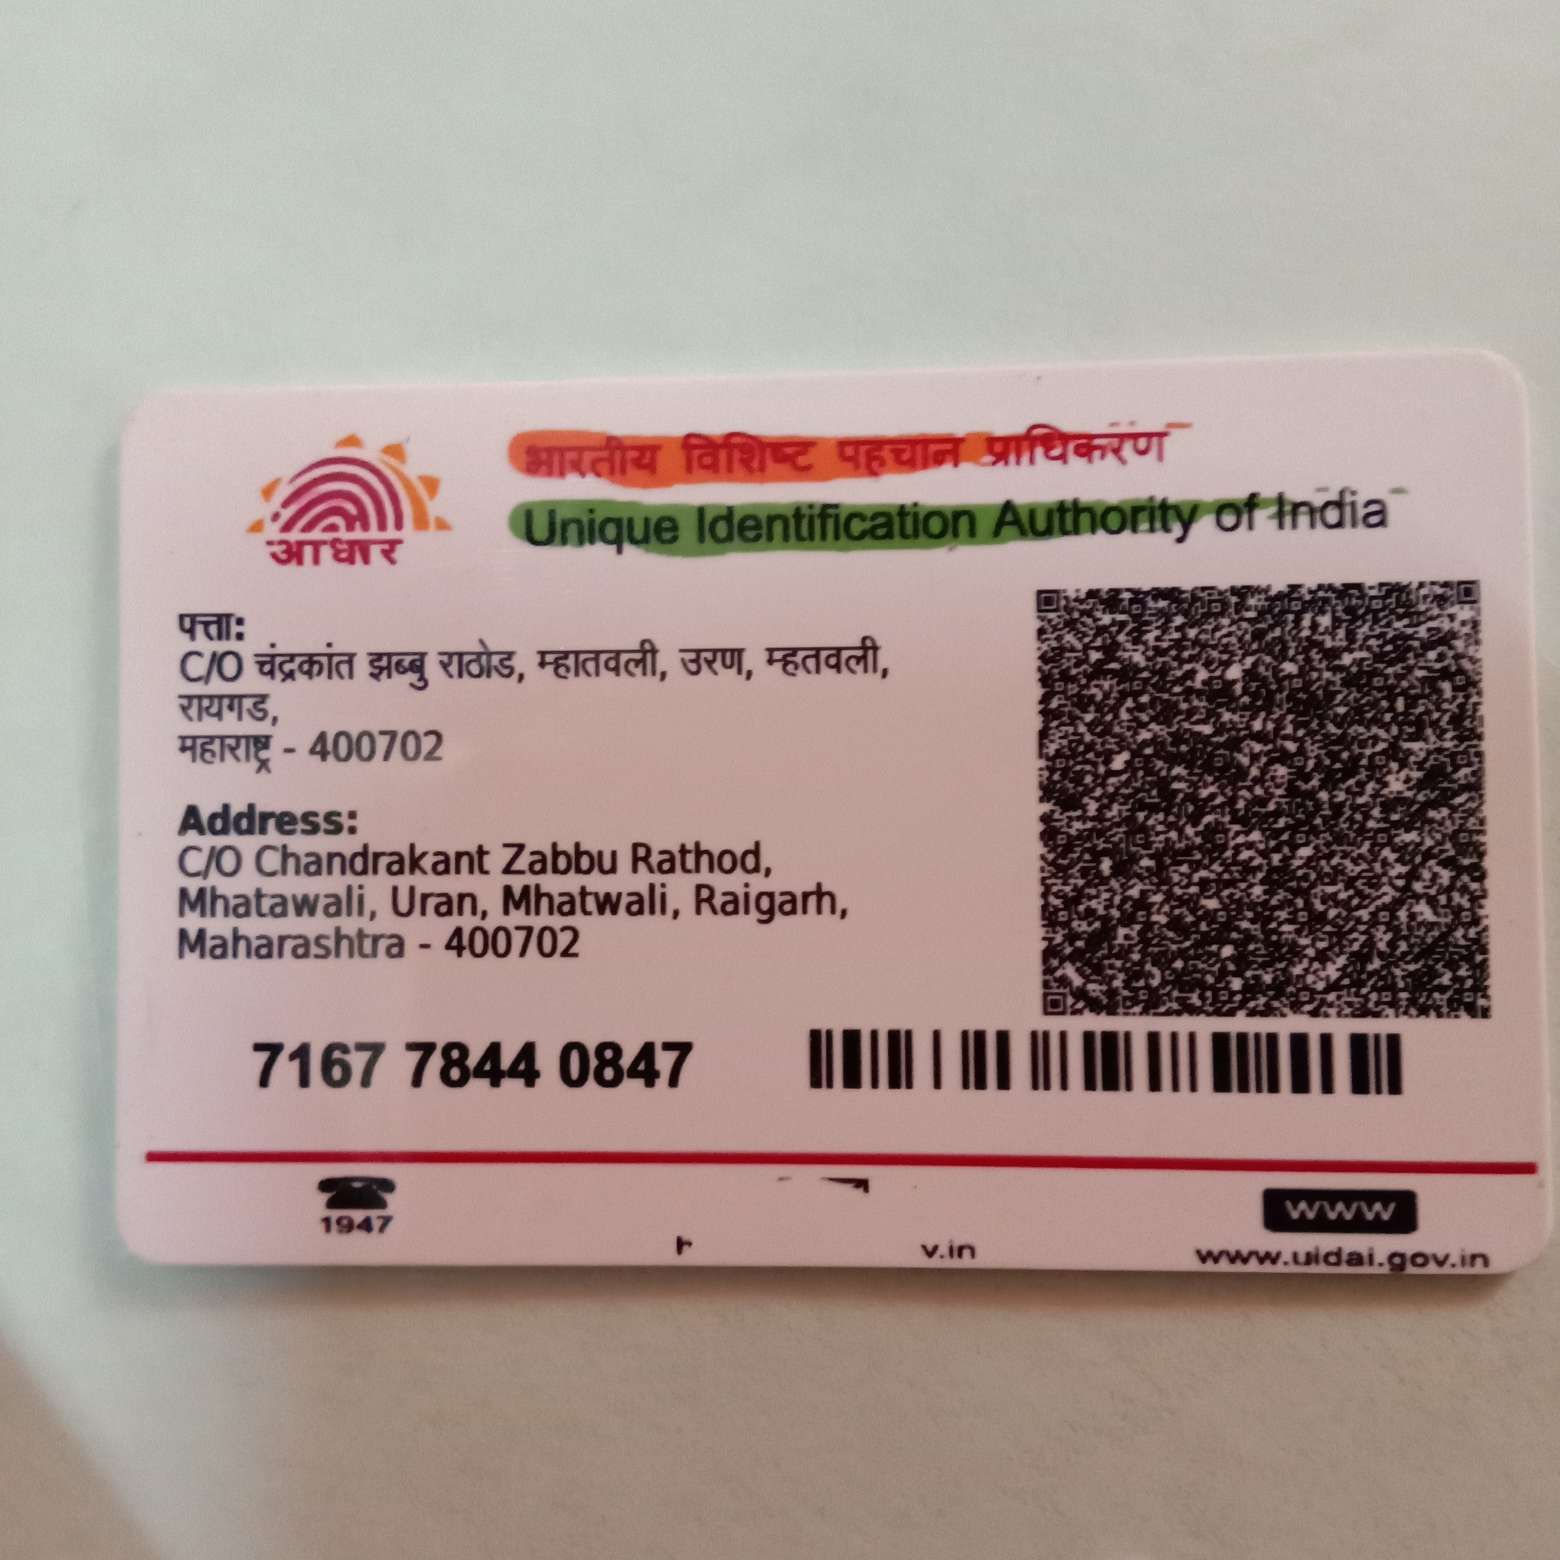 भारतीय विशिष्ट पहचान प्राधिकरण
Unique Identification Authority of India
आधार
पत्ता:
C/O चंद्रकांत झब्बु राठोड, म्हातवली, उरण, म्हतवली,
रायगड,
महाराष्ट्र - 400702
Address:
C/O Chandrakant Zabbu Rathod,
Mhatawali, Uran, Mhatwali, Raigarh,
Maharashtra - 400702
7167 7844 0847
1947
v.in
www
www.uidai.gov.in